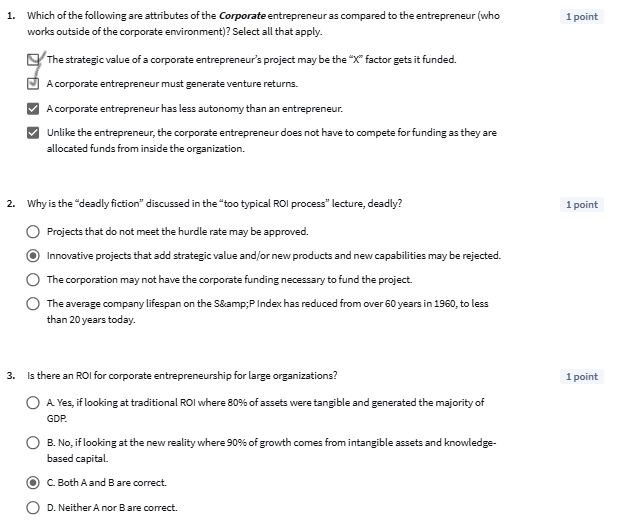 1. Which of the following are attributes of the Corporate entrepreneur as compared to the entrepreneur (who 1 point
works outside of the corporate environment)? Select all that apply.
The strategic value of a corporate entrepreneur's project may be the "X" factor gets it funded.
A corporate entrepreneur must generate venture returns.
A corporate entrepreneur has less autonomy than an entrepreneur.
Unlike the entrepreneur, the corporate entrepreneur does not have to compete for funding as they are
allocated funds from inside the organization.
2. Why is the "deadly fiction" discussed in the "too typical ROI process" lecture, deadly? 1 point
Projects that do not meet the hurdle rate may be approved.
Innovative projects that add strategic value and/or new products and new capabilities may be rejected.
The corporation may not have the corporate funding necessary to fund the project.
The average company lifespan on the S&amp;P Index has reduced from over 60 years in 1960, to less
than 20 years today.
3. Is there an ROI for corporate entrepreneurship for large organizations? 1 point
A. Yes, if looking at traditional ROI where 80% of assets were tangible and generated the majority of
GDP.
B. No, if looking at the new reality where 90% of growth comes from intangible assets and knowledge-
based capital.
C. Both A and B are correct.
D. Neither A nor B are correct.